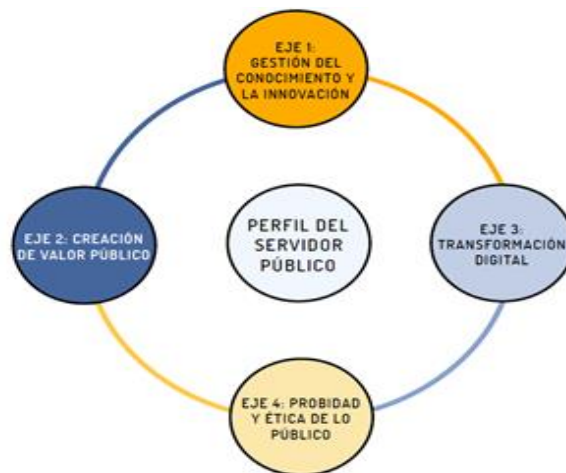 EJE 1:
GESTIÓN DEL
CONOCIMIENTO Y
LA INNOVACIÓN
EJE 2: CREACIÓN
DE VALOR PÚBLICO
PERFIL DEL
SERVIDOR
PÚBLICO
EJE 3:
TRANSFORMACIÓN
DIGITAL
EJE 4: PROBIDAD
Y ÉTICA DE LO
PÚBLICO